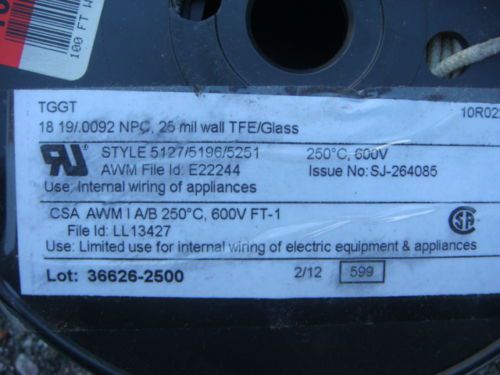 100 FT W
TGGT
10R02
18 19/.0092 NPC, 25 mil wall TFE/Glass
RU STYLE 5127/5196/5251 250°C, 600V
AWM File Id: E22244 Issue No: SJ-264085
Use: Internal wiring of appliances
CSA AWM I A/B 250°C, 600V FT-1
File Id: LL13427
Use: Limited use for internal wiring of electric equipment & appliances
Lot: 36626-2500 2/12 599